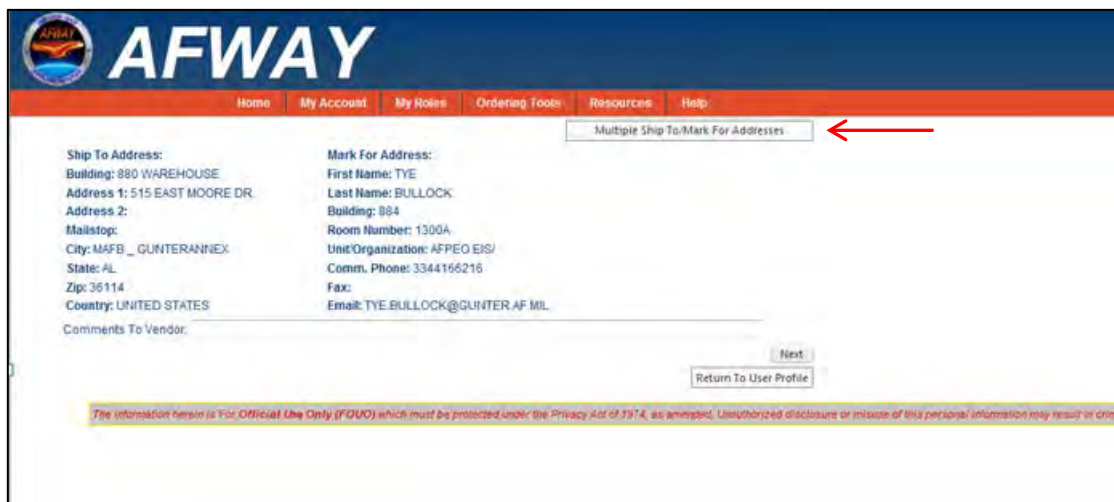 AFWAY
AFWAY
Home My Account My Roles Ordering Tools Resources Help
Multiple Ship To/Mark For Addresses
Ship To Address:
Building: 880 WAREHOUSE
Address 1: 515 EAST MOORE DR.
Address 2:
Mailstop:
City: MAFB _ GUNTERANNEX
State: AL
Zip: 36114
Country: UNITED STATES
Mark For Address:
First Name: TYE
Last Name: BULLOCK
Building: 884
Room Number: 1300A
Unit/Organization: AFPEO EIS/
Comm. Phone: 3344166216
Fax:
Email: TYE.BULLOCK@GUNTER.AF.MIL
Comments To Vendor:
Next
Return To User Profile
The information herein is For Official Use Only (FOUO) which must be protected under the Privacy Act of 1974, as amended. Unauthorized disclosure or misuse of this personal information may result in